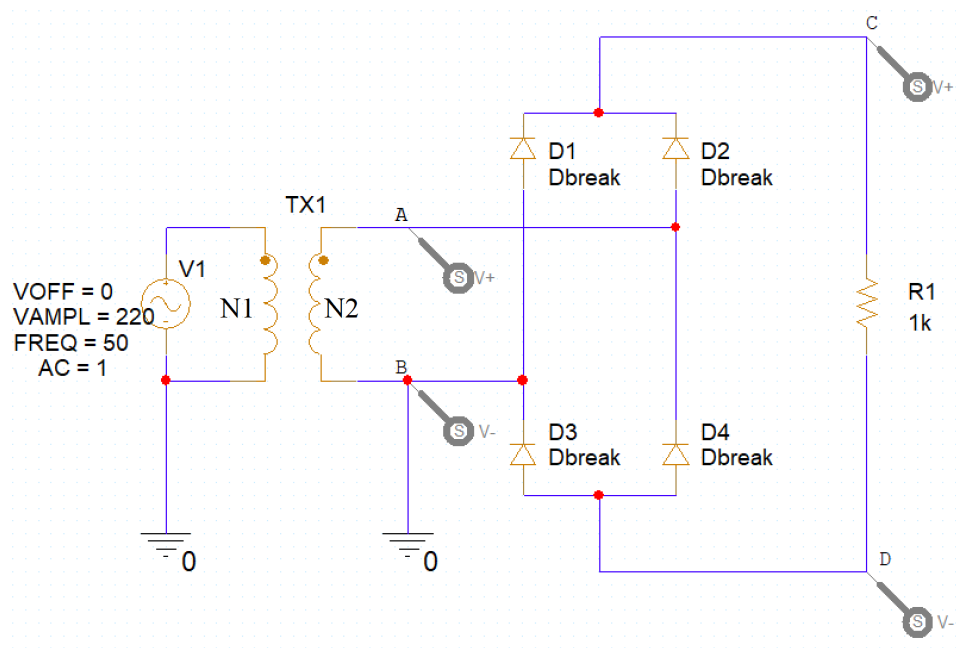 C
S V+
D1
Dbreak
D2
Dbreak
TX1
A
V1
S V+
VOFF = 0
VAMPL = 220
FREQ = 50
AC = 1
N1
N2
R1
1k
B
S V-
D3
Dbreak
D4
Dbreak
0
0
D
S V-